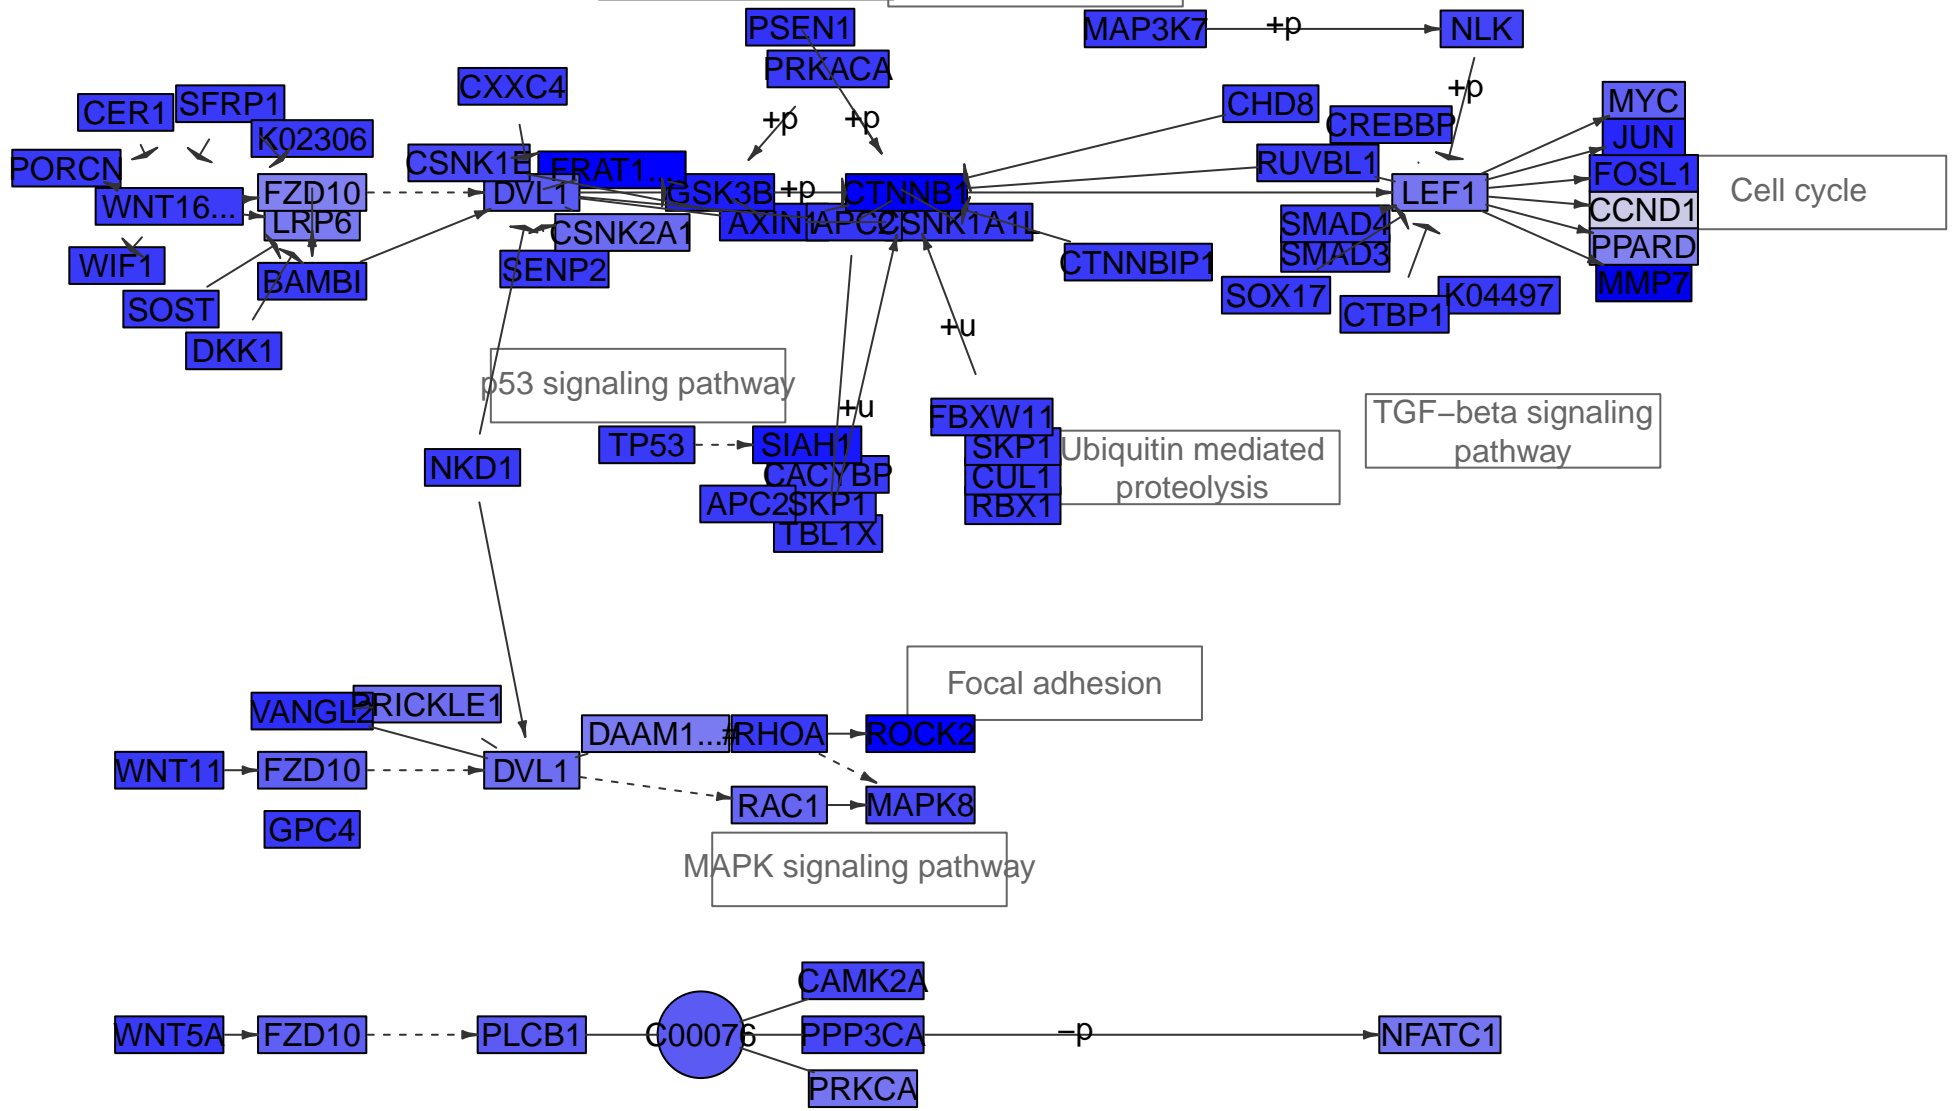 PSEN1
MAP3K7
+p
NLK
PRKACA
CXXC4
CER1
SFRP1
K02306
+p
+p
CHD8
CREBBP
+p
MYC
JUN
PORCN
CSNK1E
FRAT1...
RUVBL1
FOSL1
Cell cycle
WNT16...
FZD10
DVL1
GSK3B
+p
CTNNB1
LEF1
CCND1
LRP6
CSNK2A1
AXIN1
APC2
CSNK1A1L
SMAD4
PPARD
WIF1
BAMBI
SENP2
CTNNBIP1
SMAD3
MMP7
SOST
SOX17
K04497
CTBP1
DKK1
+u
p53 signaling pathway
+u
FBXW11
TGF−beta signaling
pathway
TP53
SIAH1
SKP1
Ubiquitin mediated
proteolysis
NKD1
CACYBP
CUL1
APC2
SKP1
RBX1
TBL1X
Focal adhesion
VANGL2
PRICKLE1
DAAM1...#
RHOA
ROCK2
WNT11
FZD10
DVL1
RAC1
MAPK8
GPC4
MAPK signaling pathway
CAMK2A
WNT5A
FZD10
PLCB1
C00076
PPP3CA
−p
NFATC1
PRKCA